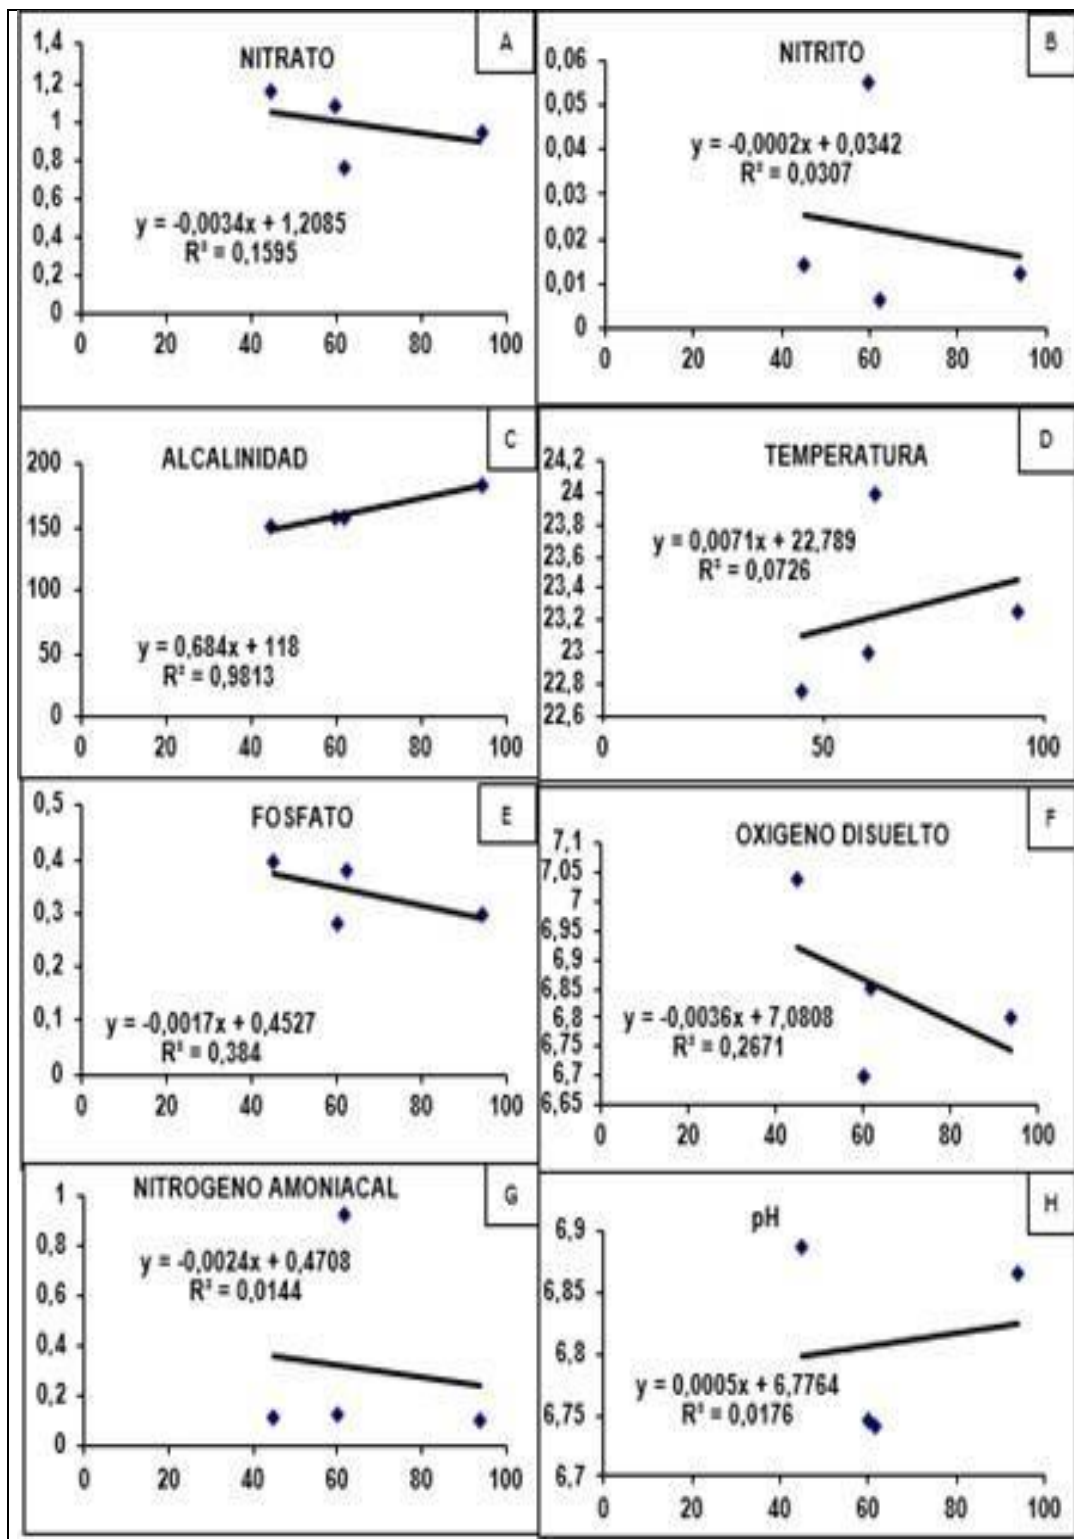 A
NITRATO
1,4
1,2
1
0,8
0,6
0,4
0,2
0
y = -0,0034x + 1,2085
R² = 0,1595
0 20 40 60 80 100
B
NITRITO
0,06
0,05
0,04
0,03
0,02
0,01
0
y = -0,0002x + 0,0342
R² = 0,0307
0 20 40 60 80 100
C
ALCALINIDAD
200
150
100
50
0
y = 0,684x + 118
R² = 0,9813
0 20 40 60 80 100
D
TEMPERATURA
24,2
24
23,8
23,6
23,4
23,2
23
22,8
22,6
y = 0,0071x + 22,789
R² = 0,0726
0 50 100
E
FOSFATO
0,5
0,4
0,3
0,2
0,1
0
y = -0,0017x + 0,4527
R² = 0,384
0 20 40 60 80 100
F
OXIGENO DISUELTO
7,1
7,05
7
6,95
6,9
6,85
6,8
6,75
6,7
6,65
y = -0,0036x + 7,0808
R² = 0,2671
0 20 40 60 80 100
G
NITROGENO AMONIACAL
1
0,8
0,6
0,4
0,2
0
y = -0,0024x + 0,4708
R² = 0,0144
0 20 40 60 80 100
H
pH
6,9
6,85
6,8
6,75
6,7
y = 0,0005x + 6,7764
R² = 0,0176
0 20 40 60 80 100